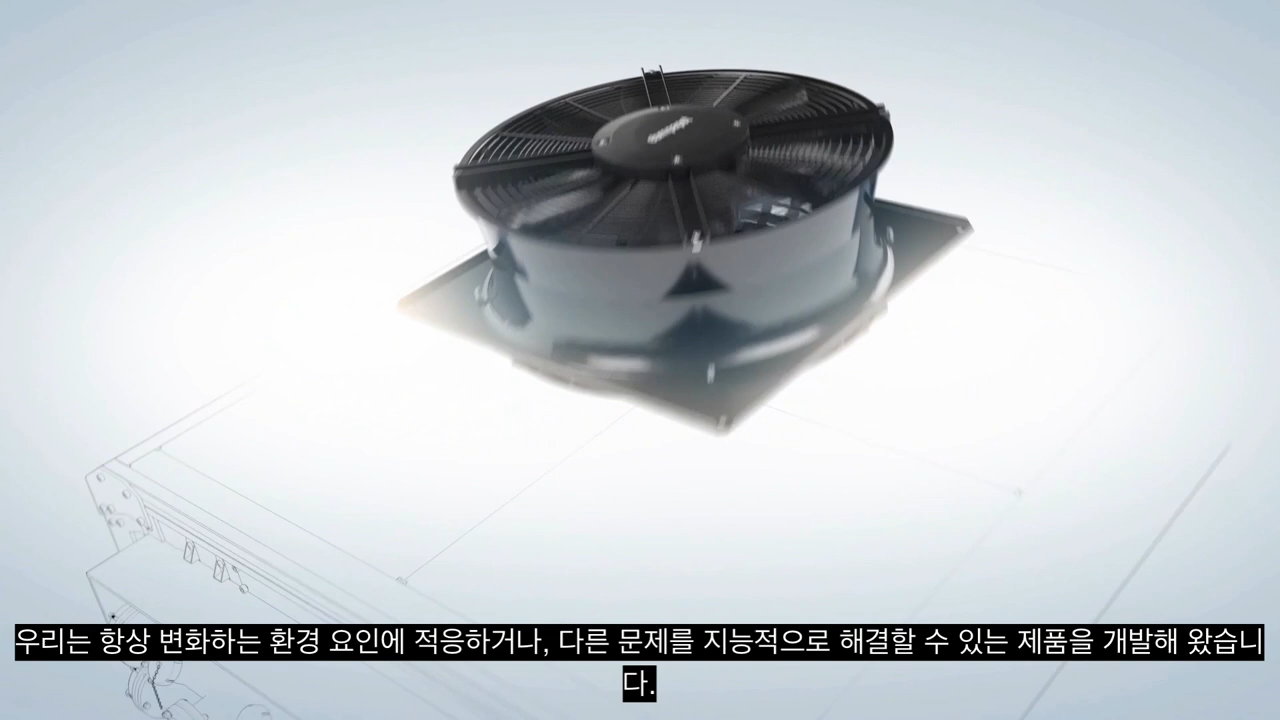 우리는 항상 변화하는 환경 요인에 적응하거나, 다른 문제를 지능적으로 해결할 수 있는 제품을 개발해 왔습니
다.